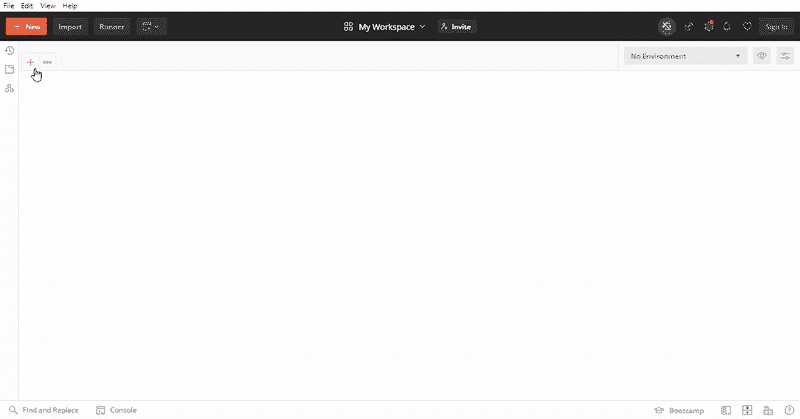 File Edit View Help
+ New Import Runner My Workspace Invite Sign In
No Environment
Find and Replace Console Bootcamp